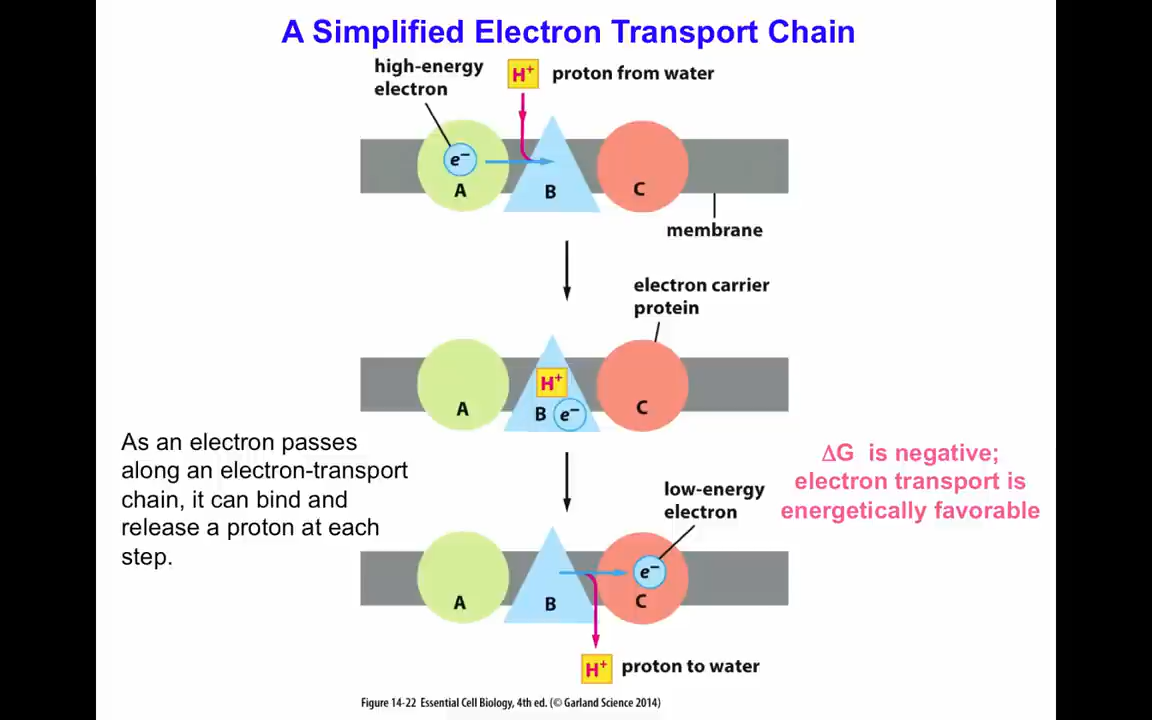 A Simplified Electron Transport Chain
high-energy
electron
H+ proton from water
e–
A
B
C
membrane
electron carrier
protein
H+
A
B e–
C
As an electron passes
along an electron-transport
chain, it can bind and
release a proton at each
step.
ΔG is negative;
electron transport is
energetically favorable
low-energy
electron
e–
A
B
C
H+ proton to water
Figure 14-22 Essential Cell Biology, 4th ed. (© Garland Science 2014)